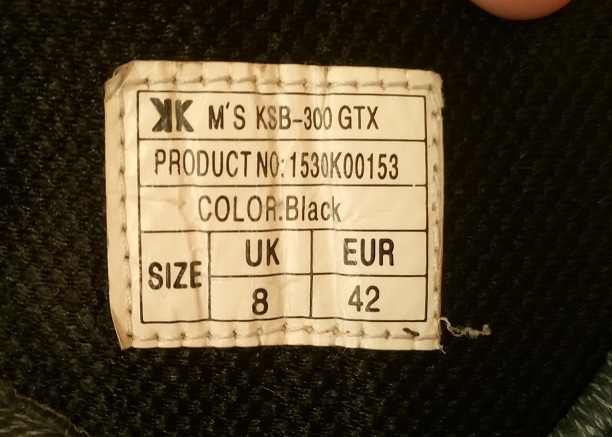 KK M'S KSB-300 GTX
PRODUCT NO:1530K00153
COLOR:Black
SIZE UK EUR
8 42